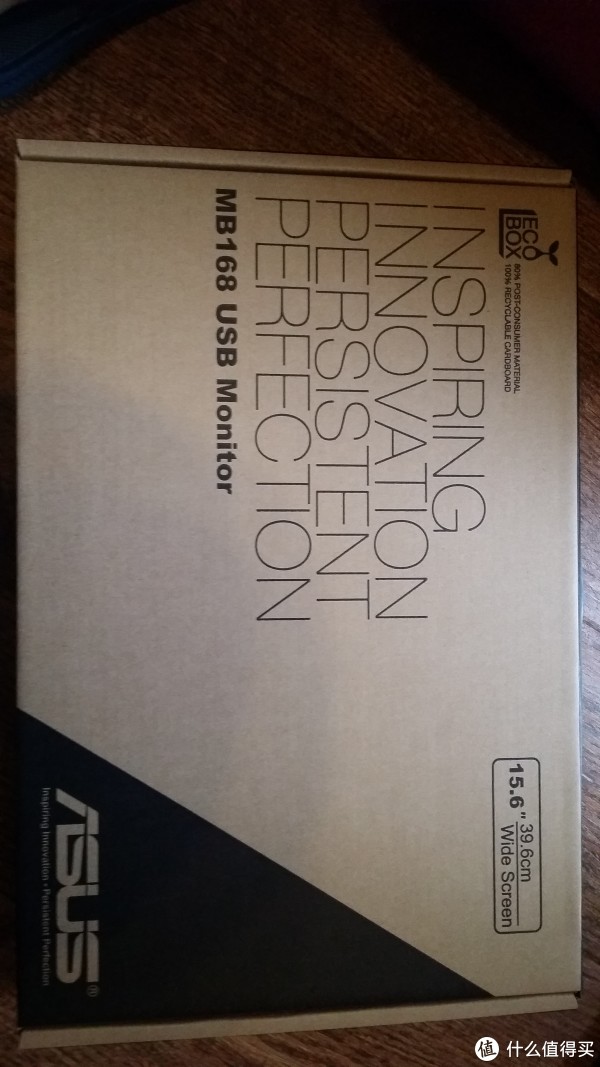 ECO
BOX
80% POST-CONSUMER MATERIAL
100% RECYCLABLE CARDBOARD
15.6" 39.6cm
Wide Screen
INSPIRING
INNOVATION
PERSISTENT
PERFECTION
MB168 USB Monitor
ASUS®
Inspiring Innovation • Persistent Perfection
值 什么值得买